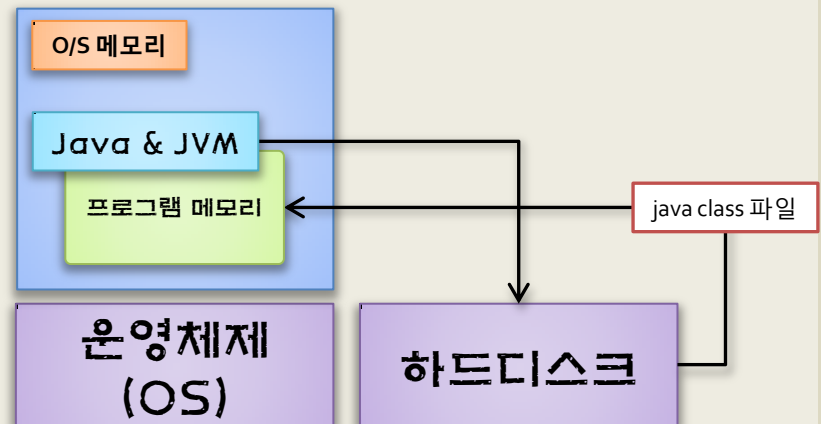 O/S 메모리
Java & JVM
프로그램 메모리
java class 파일
운영체제
(OS)
하드디스크